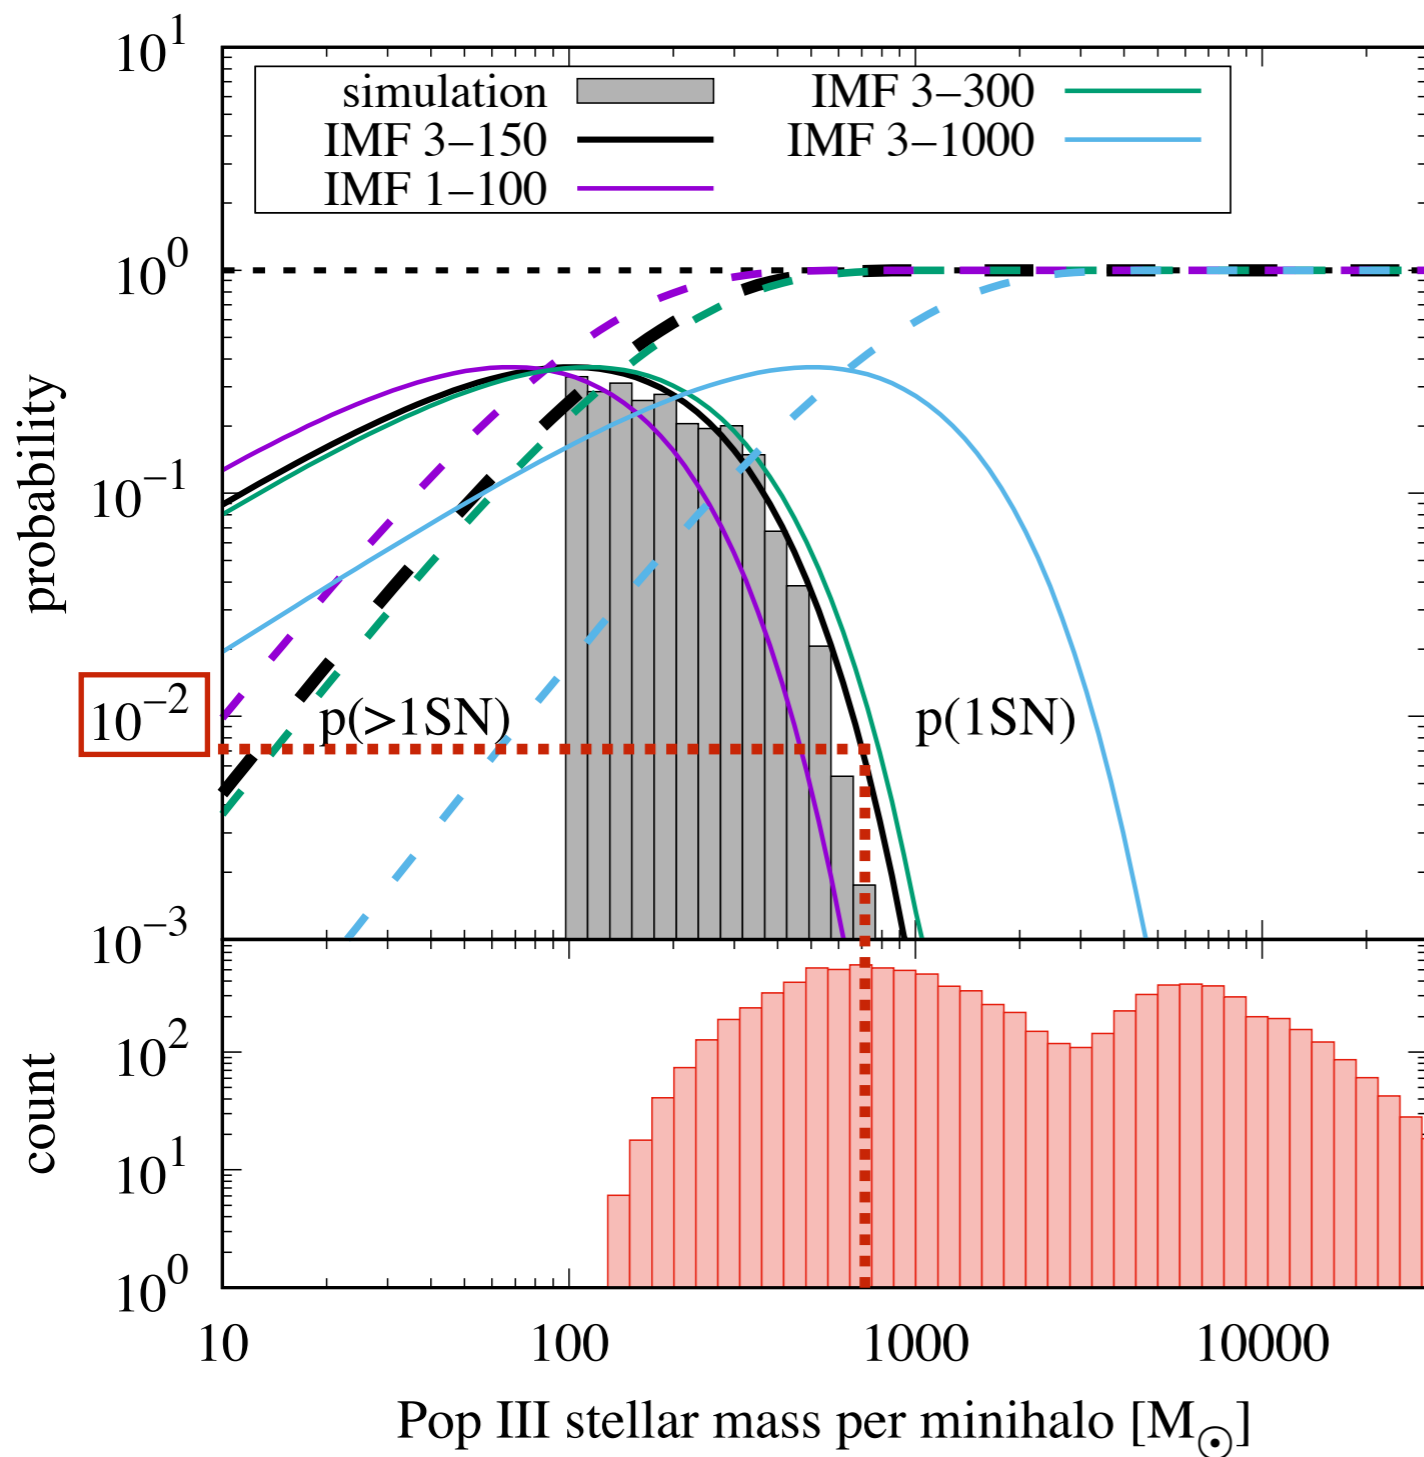 10^1
simulation
IMF 3–150
IMF 1–100
IMF 3–300
IMF 3–1000
10^0
probability
10^-1
10^-2
p(>1SN)
p(1SN)
10^-3
count
10^2
10^1
10^0
10
100
1000
10000
Pop III stellar mass per minihalo [M_⊙]